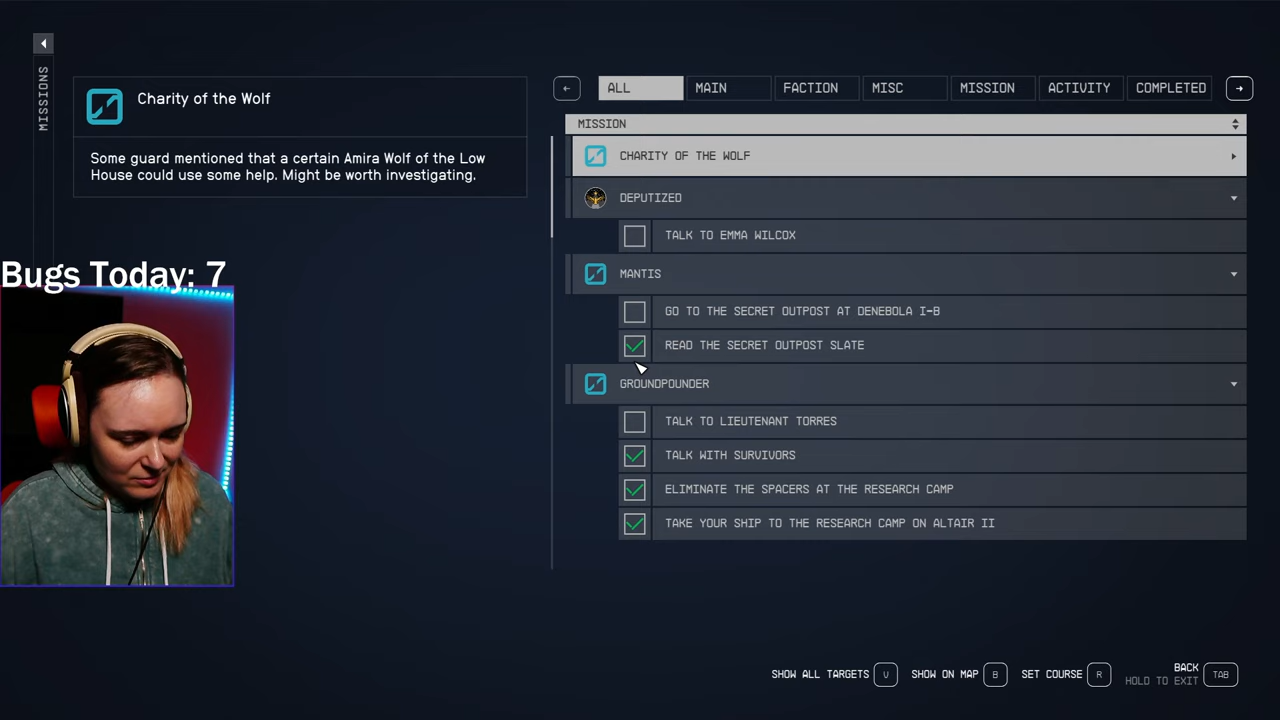 MISSIONS
Charity of the Wolf
Some guard mentioned that a certain Amira Wolf of the Low
House could use some help. Might be worth investigating.
Bugs Today: 7
ALL MAIN FACTION MISC MISSION ACTIVITY COMPLETED
MISSION
CHARITY OF THE WOLF
DEPUTIZED
TALK TO EMMA WILCOX
MANTIS
GO TO THE SECRET OUTPOST AT DENEBOLA I-B
READ THE SECRET OUTPOST SLATE
GROUNDPOUNDER
TALK TO LIEUTENANT TORRES
TALK WITH SURVIVORS
ELIMINATE THE SPACERS AT THE RESEARCH CAMP
TAKE YOUR SHIP TO THE RESEARCH CAMP ON ALTAIR II
SHOW ALL TARGETS V SHOW ON MAP B SET COURSE R BACK TAB
HOLD TO EXIT